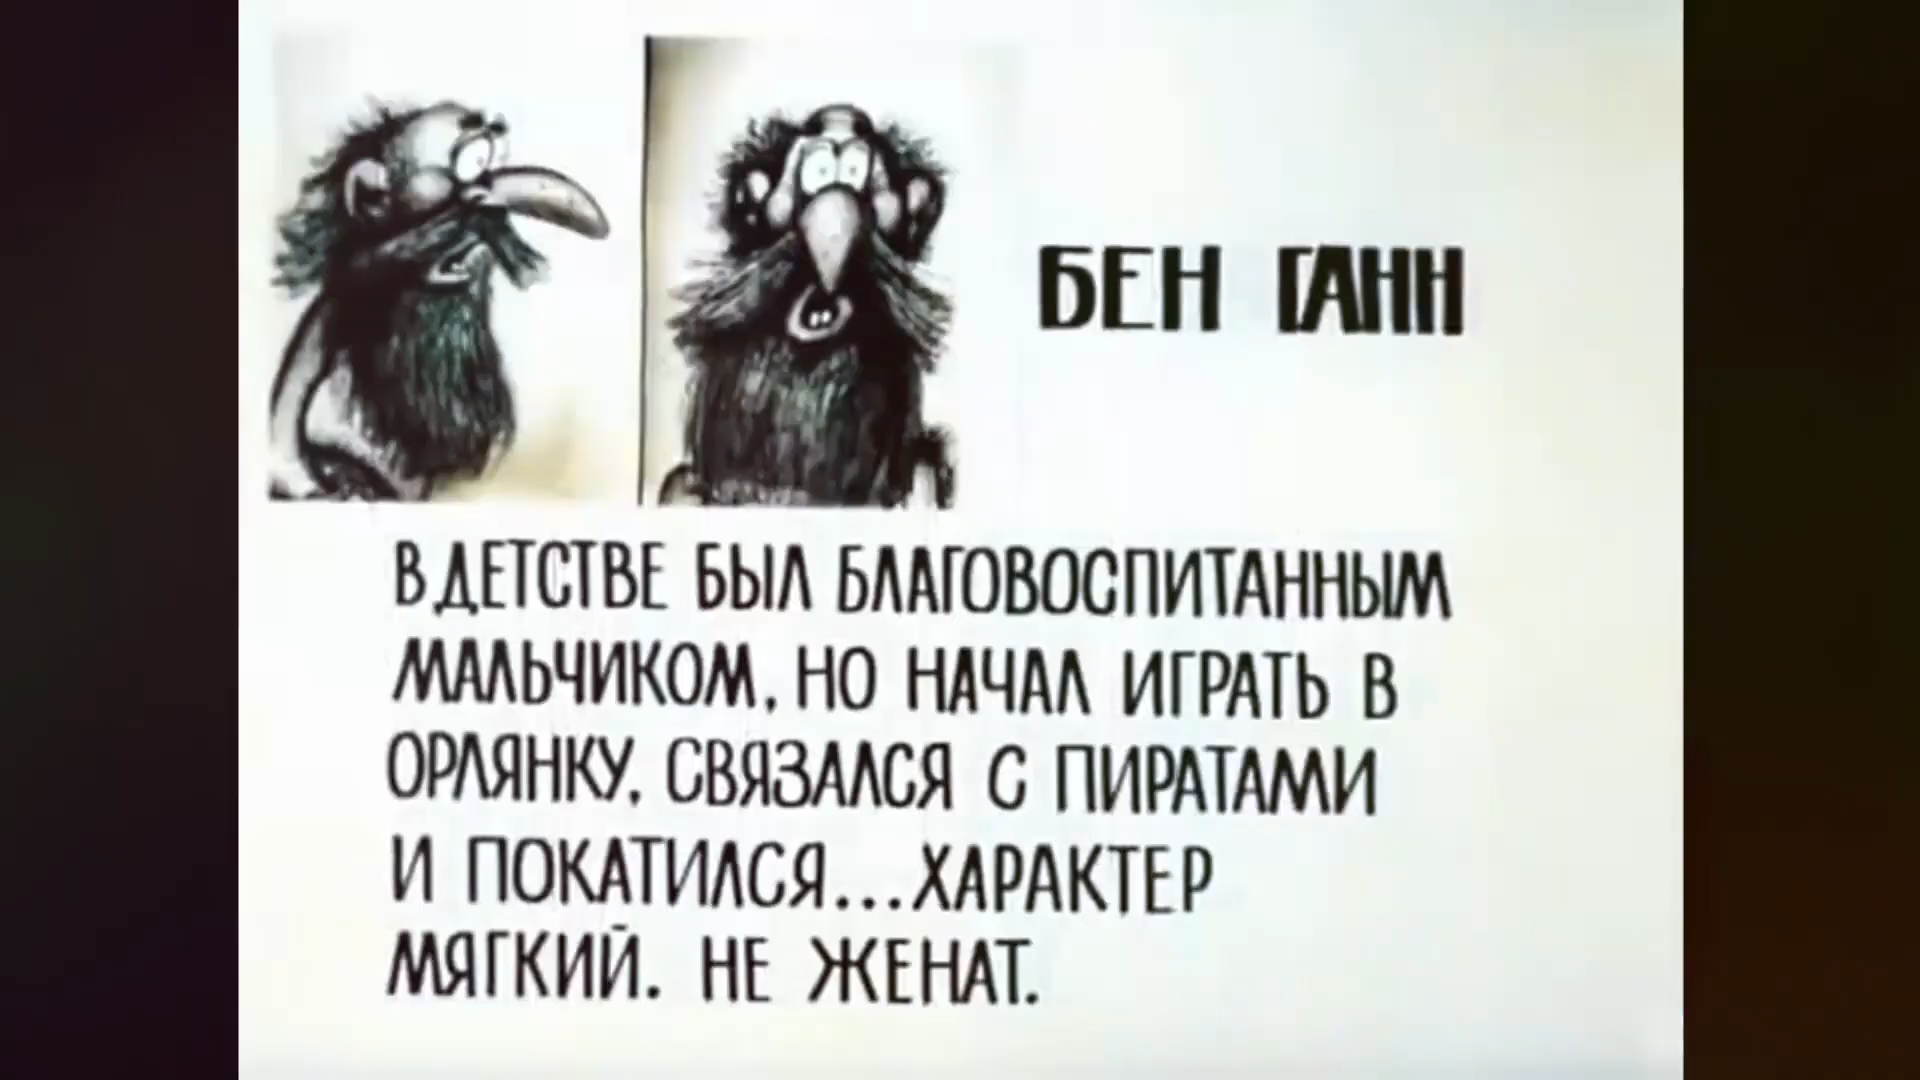 БЕН ГАНН
В ДЕТСТВЕ БЫЛ БЛАГОВОСПИТАННЫМ
МАЛЬЧИКОМ, НО НАЧАЛ ИГРАТЬ В
ОРЛЯНКУ, СВЯЗАЛСЯ С ПИРАТАМИ
И ПОКАТИЛСЯ...ХАРАКТЕР
МЯГКИЙ. НЕ ЖЕНАТ.